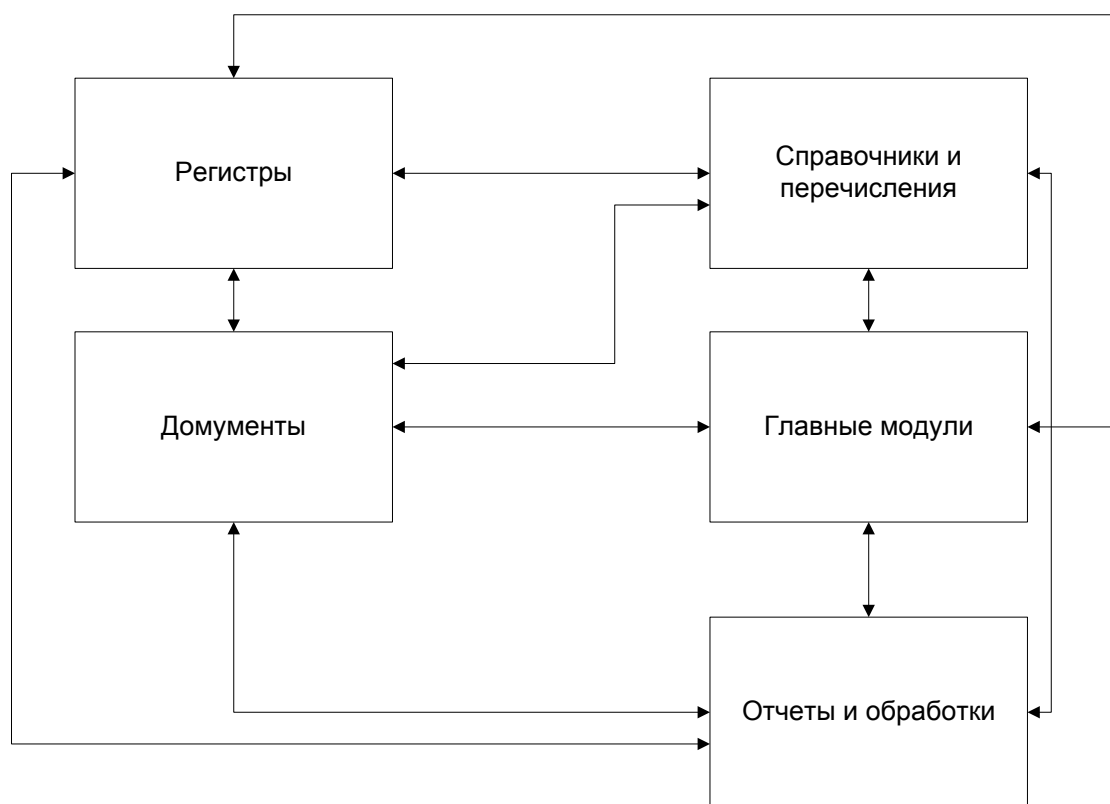 Регистры
Справочники и
перечисления
Домументы
Главные модули
Отчеты и обработки